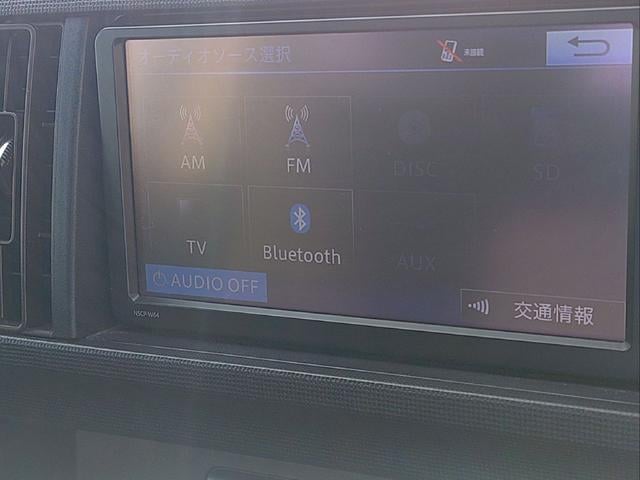 オーディオソース選択
未接続
AM
FM
DISC
SD
TV
Bluetooth
AUX
AUDIO OFF
交通情報
NSCP-W64